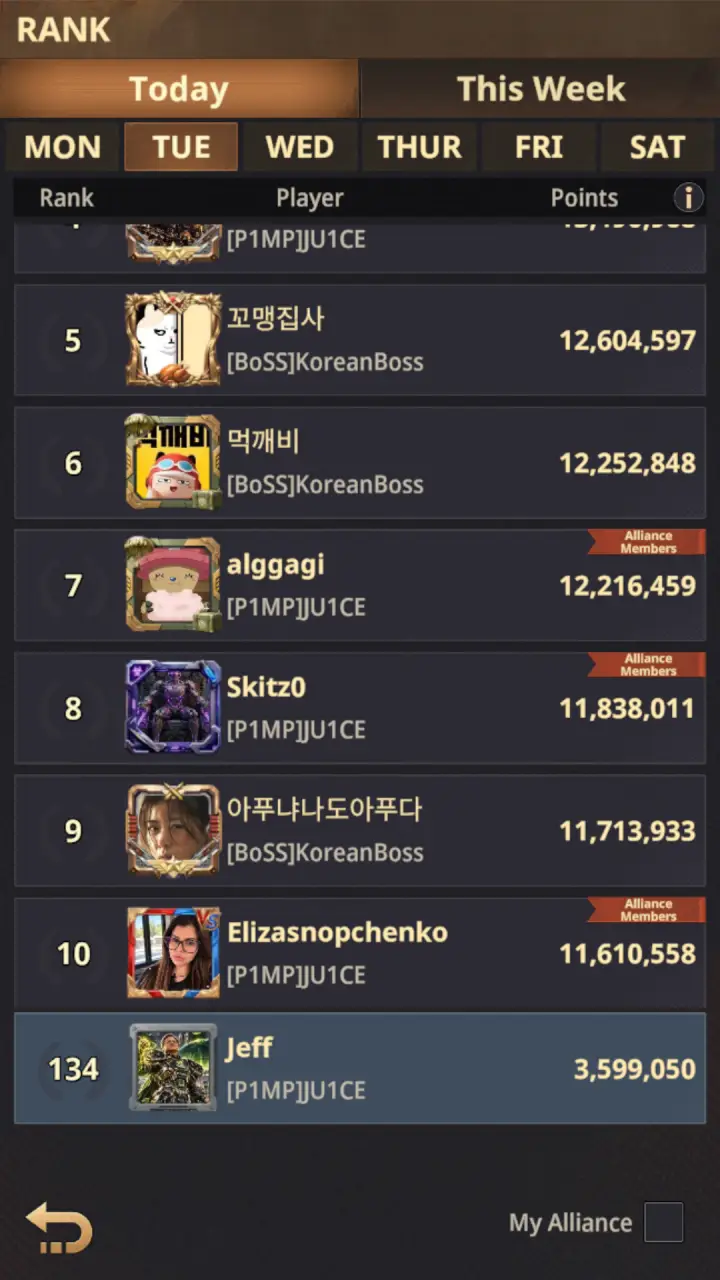 RANK
Today
This Week
MON
TUE
WED
THUR
FRI
SAT
Rank
Player
Points
[P1MP]JU1CE
5
꼬맹집사
[BoSS]KoreanBoss
12,604,597
6
먹깨비
[BoSS]KoreanBoss
12,252,848
7
alggagi
[P1MP]JU1CE
Alliance
Members
12,216,459
8
Skitz0
[P1MP]JU1CE
Alliance
Members
11,838,011
9
아푸냐나도아푸다
[BoSS]KoreanBoss
11,713,933
10
Elizasnopchenko
[P1MP]JU1CE
Alliance
Members
11,610,558
134
Jeff
[P1MP]JU1CE
3,599,050
My Alliance